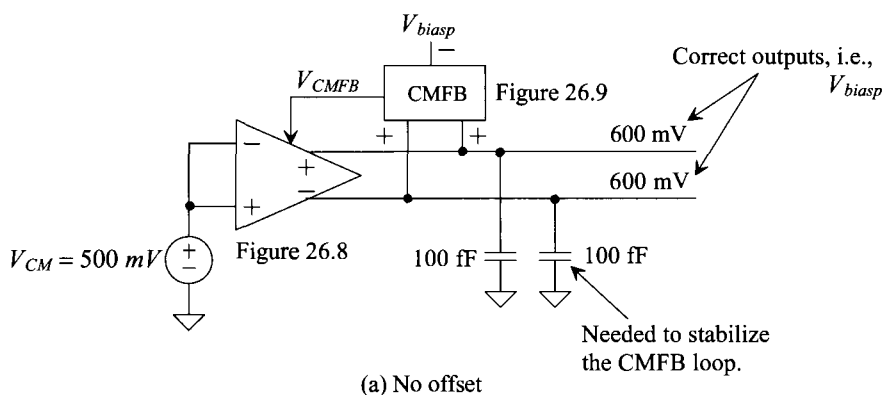 V_biasp
−
Correct outputs, i.e.,
V_biasp
V_CMFB
CMFB
Figure 26.9
+ +
600 mV
− +
600 mV
+ −
V_CM = 500 mV
+
−
Figure 26.8
100 fF
100 fF
Needed to stabilize
the CMFB loop.
(a) No offset